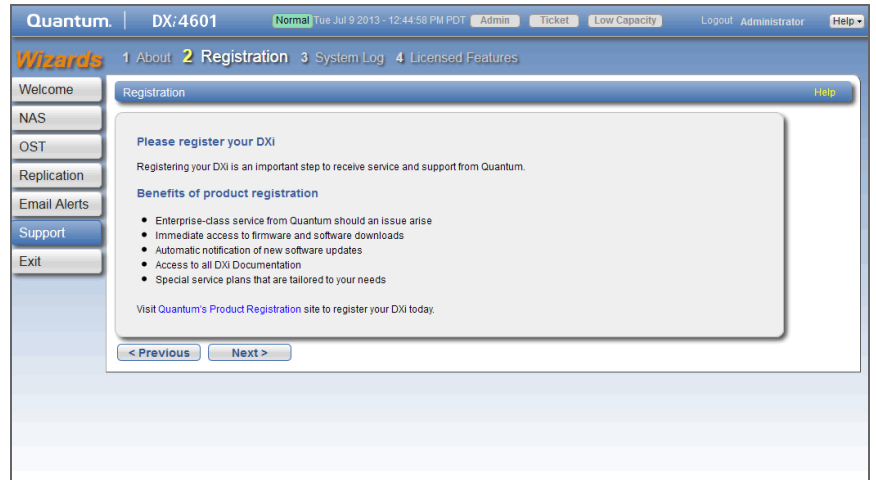 Quantum. DXi 4601 Normal Tue Jul 9 2013 - 12:44:58 PM PDT Admin Ticket Low Capacity Logout Administrator Help
Wizards 1 About 2 Registration 3 System Log 4 Licensed Features
Welcome
NAS
OST
Replication
Email Alerts
Support
Exit
Registration Help
Please register your DXi
Registering your DXi is an important step to receive service and support from Quantum.
Benefits of product registration
• Enterprise-class service from Quantum should an issue arise
• Immediate access to firmware and software downloads
• Automatic notification of new software updates
• Access to all DXi Documentation
• Special service plans that are tailored to your needs
Visit Quantum's Product Registration site to register your DXi today.
< Previous Next >